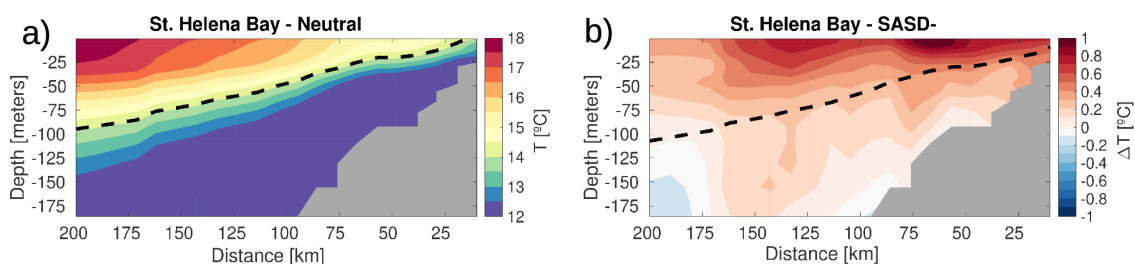 a)
St. Helena Bay - Neutral
-25
-50
-75
-100
-125
-150
-175
Depth [meters]
200 175 150 125 100 75 50 25
Distance [km]
18
17
16
15
14
13
12
T [ºC]
b)
St. Helena Bay - SASD-
-25
-50
-75
-100
-125
-150
-175
Depth [meters]
200 175 150 125 100 75 50 25
Distance [km]
1
0.8
0.6
0.4
0.2
0
-0.2
-0.4
-0.6
-0.8
-1
△T [ºC]